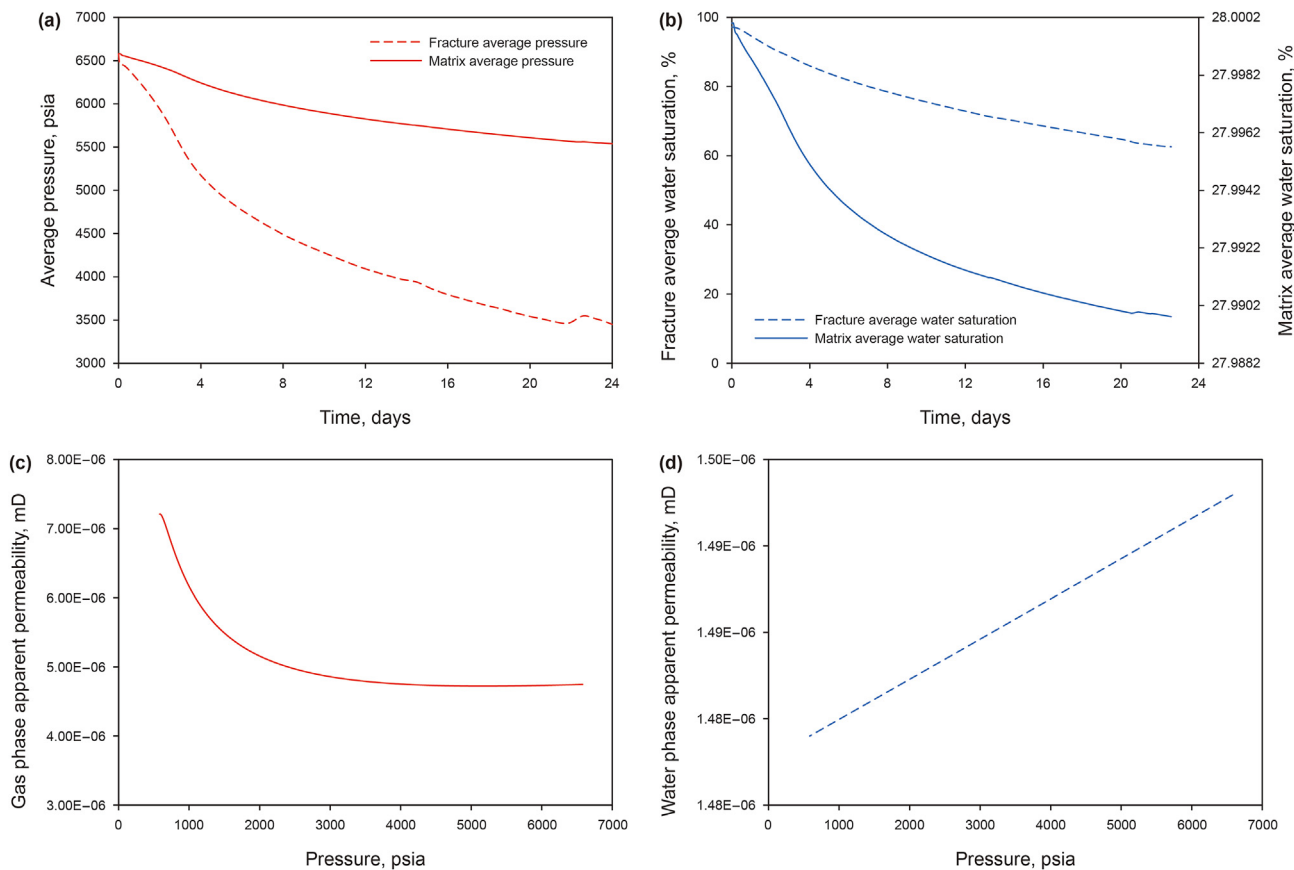 (a)
7000
6500
6000
5500
5000
4500
4000
3500
3000
Average pressure, psia
Fracture average pressure
Matrix average pressure
0 4 8 12 16 20 24
Time, days
(b)
100
80
60
40
20
0
Fracture average water saturation, %
28.0002
27.9982
27.9962
27.9942
27.9922
27.9902
27.9882
Matrix average water saturation, %
Fracture average water saturation
Matrix average water saturation
0 4 8 12 16 20 24
Time, days
(c)
8.00E−06
7.00E−06
6.00E−06
5.00E−06
4.00E−06
3.00E−06
Gas phase apparent permeability, mD
0 1000 2000 3000 4000 5000 6000 7000
Pressure, psia
(d)
1.50E−06
1.49E−06
1.49E−06
1.48E−06
1.48E−06
Water phase apparent permeability, mD
0 1000 2000 3000 4000 5000 6000 7000
Pressure, psia